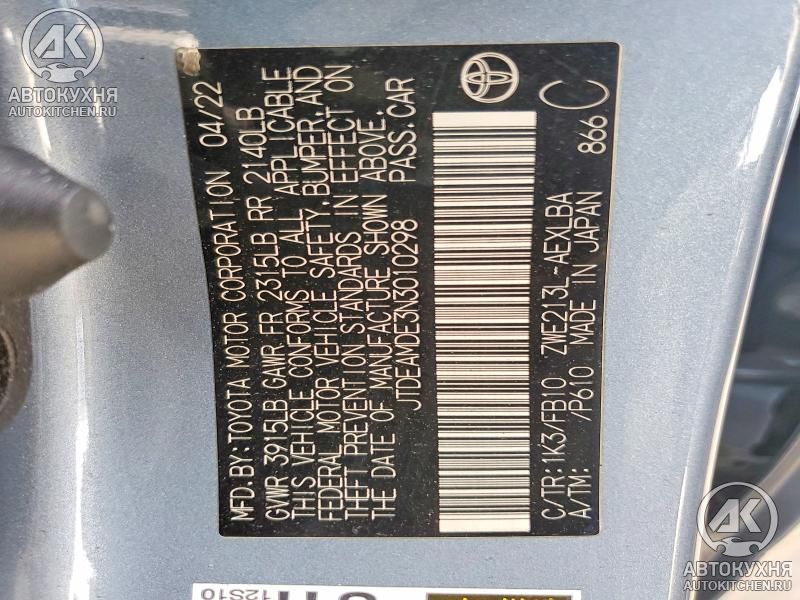 MFD.BY:TOYOTA MOTOR CORPORATION 04/22
GVWR 3915LB GAWR FR 2315LB RR 2140LB
THIS VEHICLE CONFORMS TO ALL APPLICABLE
FEDERAL MOTOR VEHICLE SAFETY,BUMPER,AND
THEFT PREVENTION STANDARDS IN EFFECT ON
THE DATE OF MANUFACTURE SHOWN ABOVE.
JTDEAMDE3N3010298 PASS.CAR
C/TR:1K3/FB10 ZWE213L-AEXLBA
A/TM: /P610 MADE IN JAPAN 866 C
12S10
AK
АВТОКУХНЯ
AUTOKITCHEN.RU
AK
АВТОКУХНЯ
AUTOKITCHEN.RU